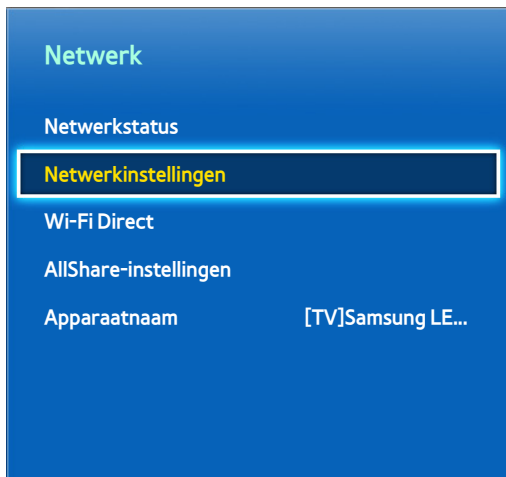 Netwerk
Netwerkstatus
Netwerkinstellingen
Wi-Fi Direct
AllShare-instellingen
Apparaatnaam [TV]Samsung LE...